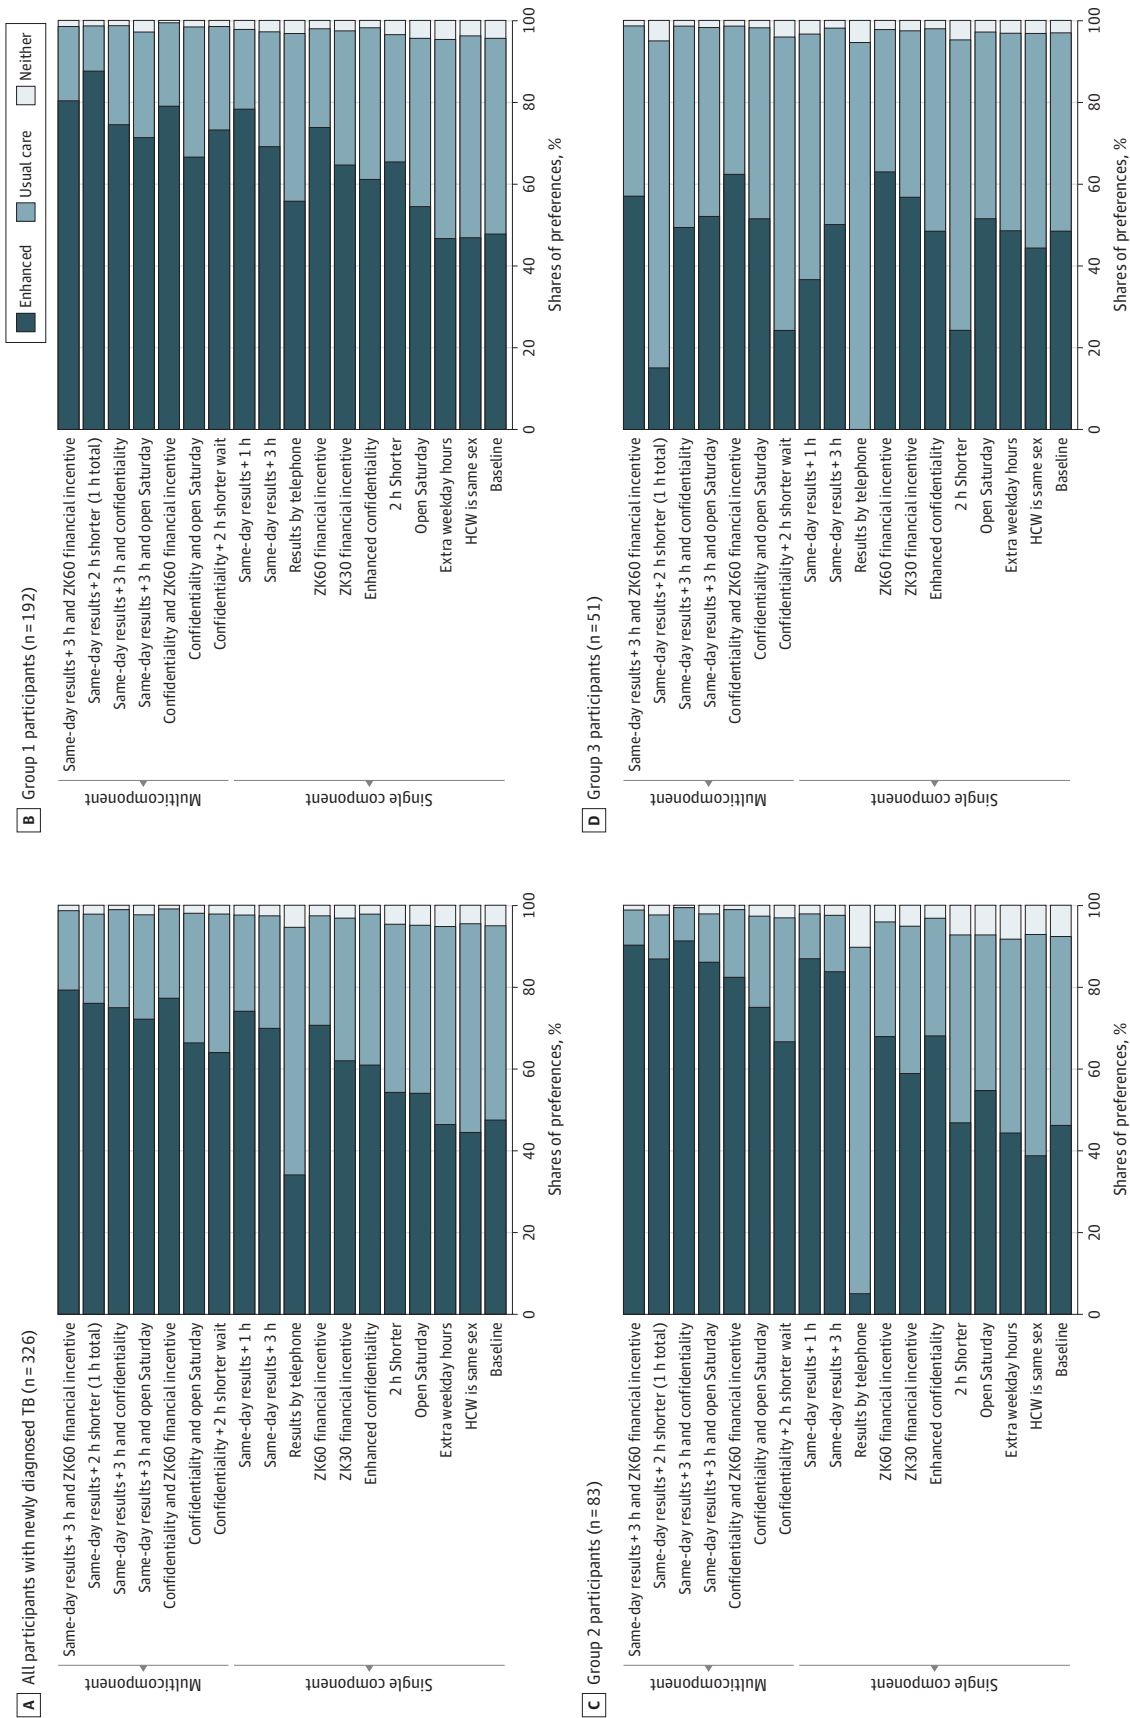 Enhanced
Usual care
Neither
A All participants with newly diagnosed TB (n = 326)
Multicomponent
Same-day results + 3 h and ZK60 financial incentive
Same-day results + 2 h shorter (1 h total)
Same-day results + 3 h and confidentiality
Same-day results + 3 h and open Saturday
Confidentiality and ZK60 financial incentive
Confidentiality and open Saturday
Confidentiality + 2 h shorter wait
Single component
Same-day results + 1 h
Same-day results + 3 h
Results by telephone
ZK60 financial incentive
ZK30 financial incentive
Enhanced confidentiality
2 h Shorter
Open Saturday
Extra weekday hours
HCW is same sex
Baseline
0 20 40 60 80 100
Shares of preferences, %
B Group 1 participants (n = 192)
Multicomponent
Same-day results + 3 h and ZK60 financial incentive
Same-day results + 2 h shorter (1 h total)
Same-day results + 3 h and confidentiality
Same-day results + 3 h and open Saturday
Confidentiality and ZK60 financial incentive
Confidentiality and open Saturday
Confidentiality + 2 h shorter wait
Single component
Same-day results + 1 h
Same-day results + 3 h
Results by telephone
ZK60 financial incentive
ZK30 financial incentive
Enhanced confidentiality
2 h Shorter
Open Saturday
Extra weekday hours
HCW is same sex
Baseline
0 20 40 60 80 100
Shares of preferences, %
C Group 2 participants (n = 83)
Multicomponent
Same-day results + 3 h and ZK60 financial incentive
Same-day results + 2 h shorter (1 h total)
Same-day results + 3 h and confidentiality
Same-day results + 3 h and open Saturday
Confidentiality and ZK60 financial incentive
Confidentiality and open Saturday
Confidentiality + 2 h shorter wait
Single component
Same-day results + 1 h
Same-day results + 3 h
Results by telephone
ZK60 financial incentive
ZK30 financial incentive
Enhanced confidentiality
2 h Shorter
Open Saturday
Extra weekday hours
HCW is same sex
Baseline
0 20 40 60 80 100
Shares of preferences, %
D Group 3 participants (n = 51)
Multicomponent
Same-day results + 3 h and ZK60 financial incentive
Same-day results + 2 h shorter (1 h total)
Same-day results + 3 h and confidentiality
Same-day results + 3 h and open Saturday
Confidentiality and ZK60 financial incentive
Confidentiality and open Saturday
Confidentiality + 2 h shorter wait
Single component
Same-day results + 1 h
Same-day results + 3 h
Results by telephone
ZK60 financial incentive
ZK30 financial incentive
Enhanced confidentiality
2 h Shorter
Open Saturday
Extra weekday hours
HCW is same sex
Baseline
0 20 40 60 80 100
Shares of preferences, %